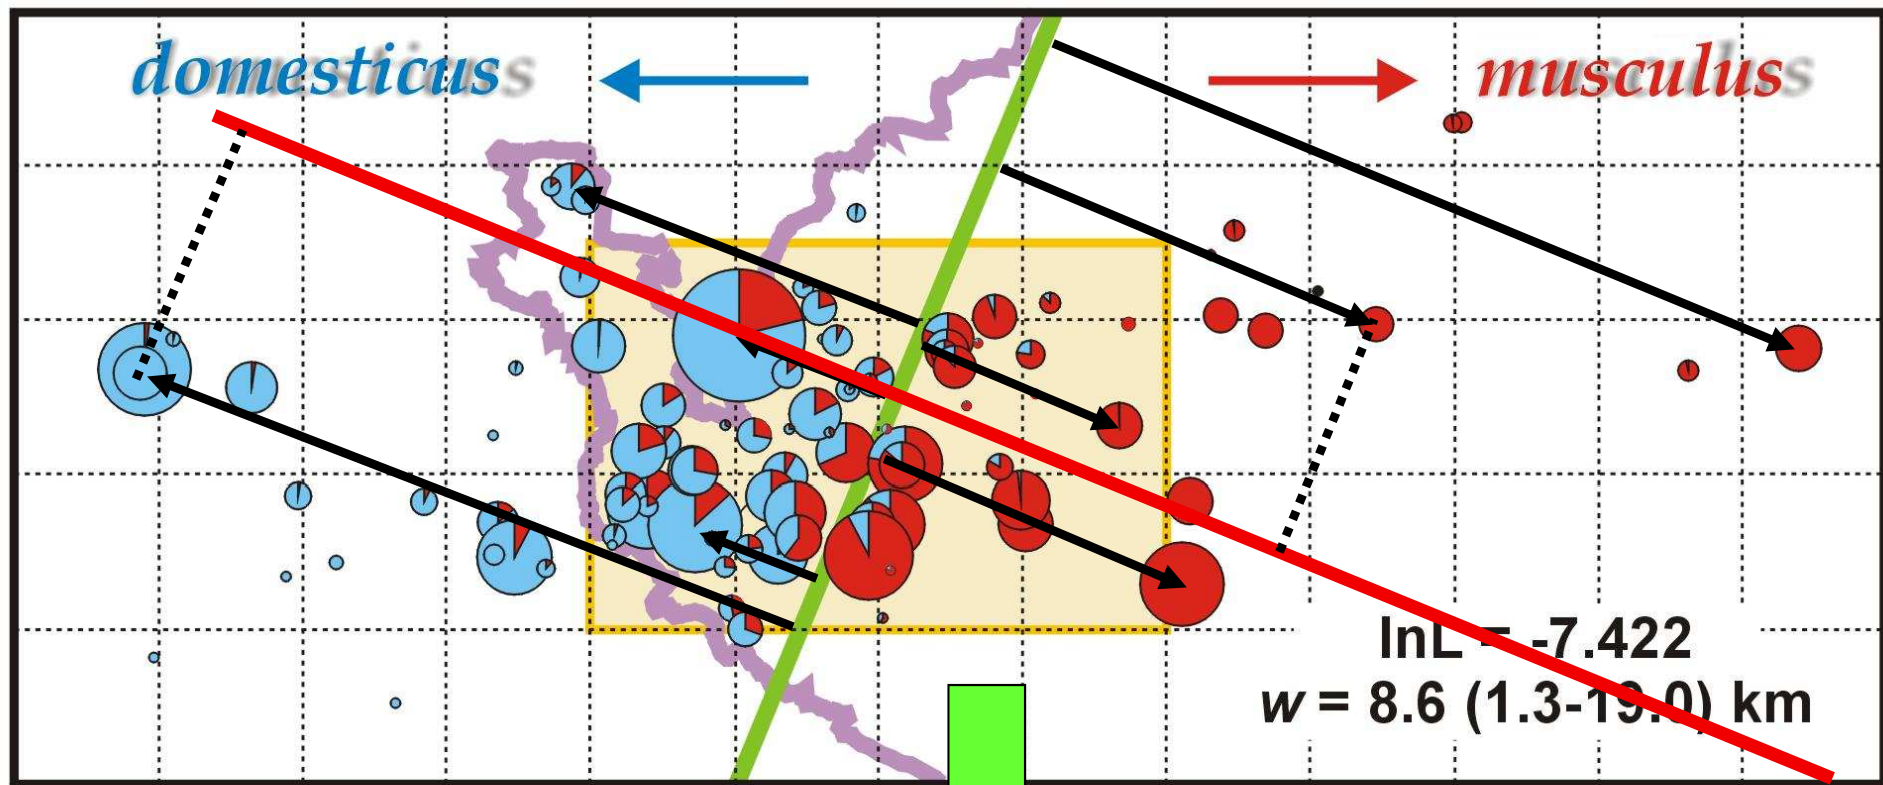 domesticus
musculus
lnL = -7.422
w = 8.6 (1.3-19.0) km